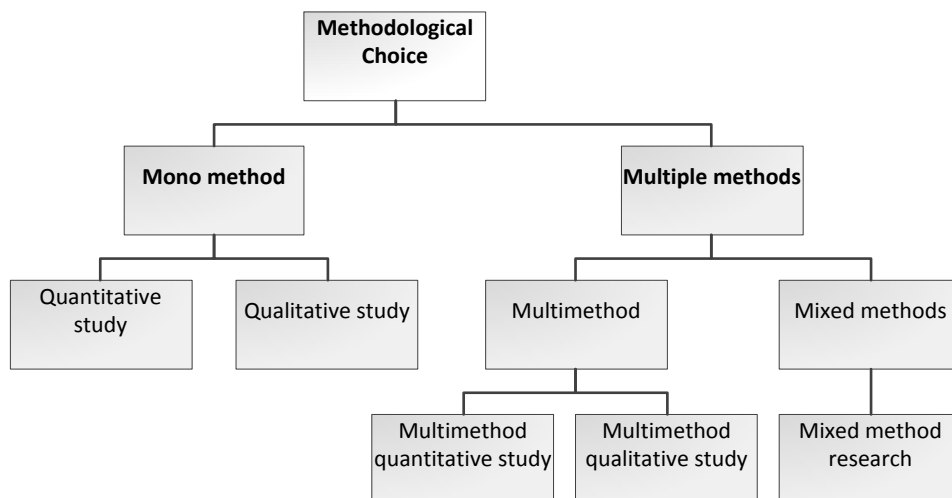 Methodological
Choice
Mono method
Multiple methods
Quantitative
study
Qualitative study
Multimethod
Mixed methods
Multimethod
quantitative study
Multimethod
qualitative study
Mixed method
research